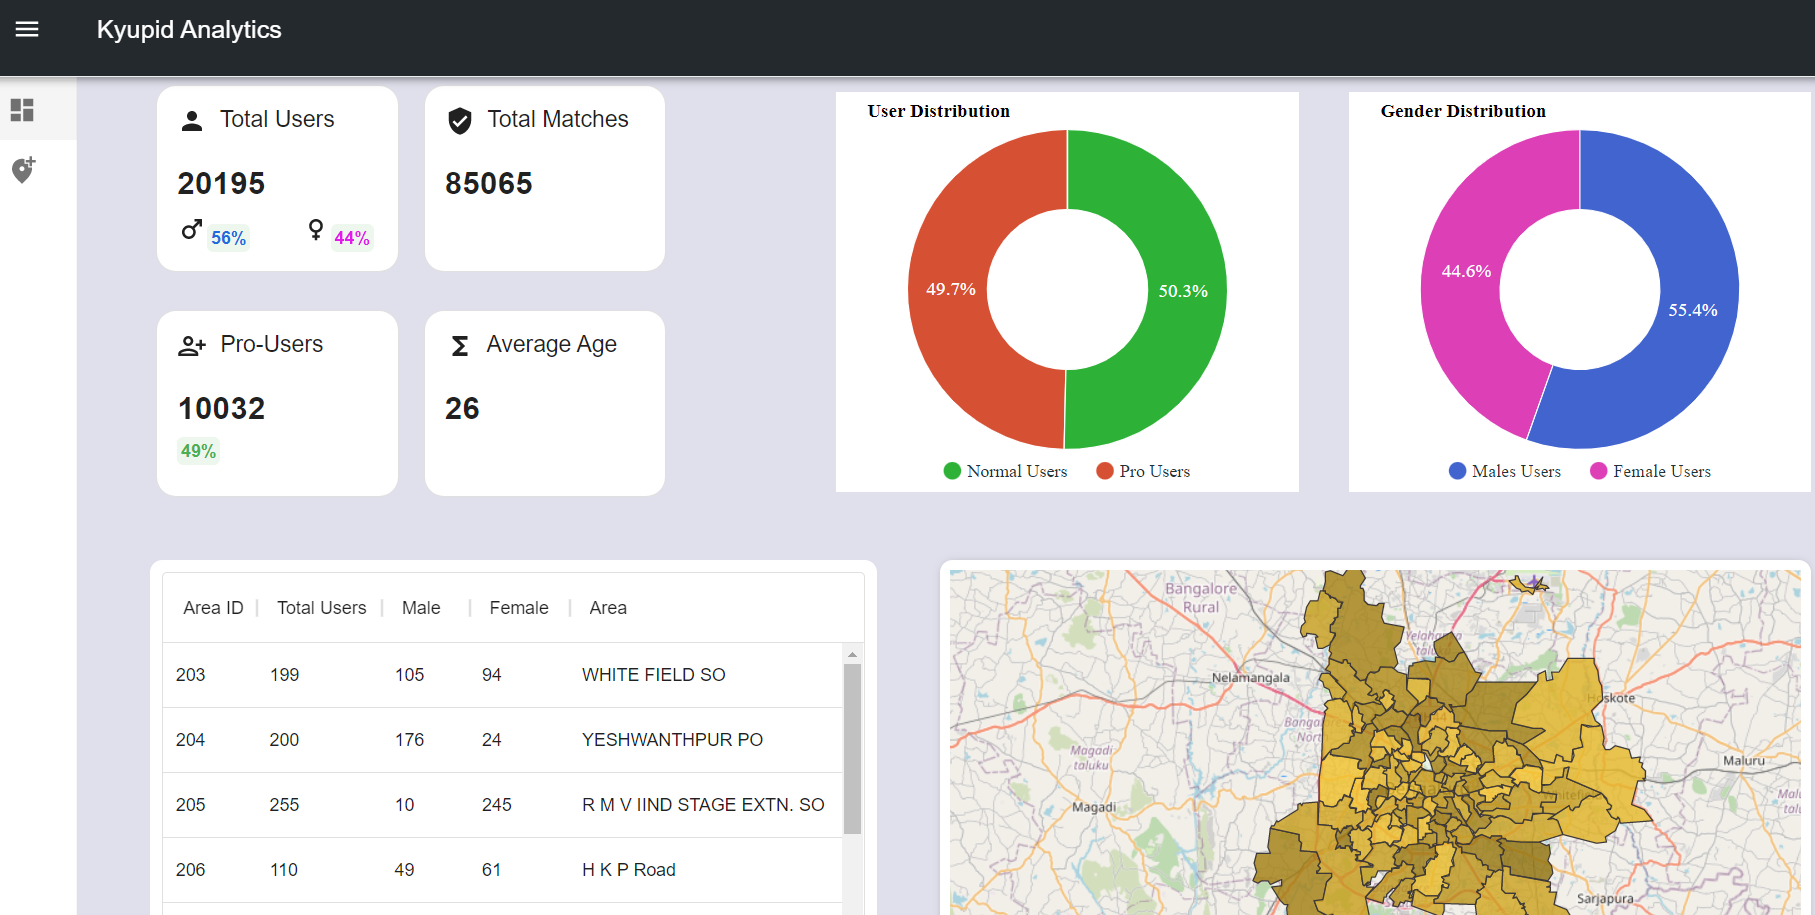 Kyupid Analytics
Total Users
20195
56%
44%
Total Matches
85065
Pro-Users
10032
49%
Average Age
26
User Distribution
49.7%
50.3%
Normal Users
Pro Users
Gender Distribution
44.6%
55.4%
Males Users
Female Users
Area ID Total Users Male Female Area
203 199 105 94 WHITE FIELD SO
204 200 176 24 YESHWANTHPUR PO
205 255 10 245 R M V IIND STAGE EXTN. SO
206 110 49 61 H K P Road
Bangalore
Rural
Nelamangala
Magadi
taluku
Magadi
Maluru
Sarjapura